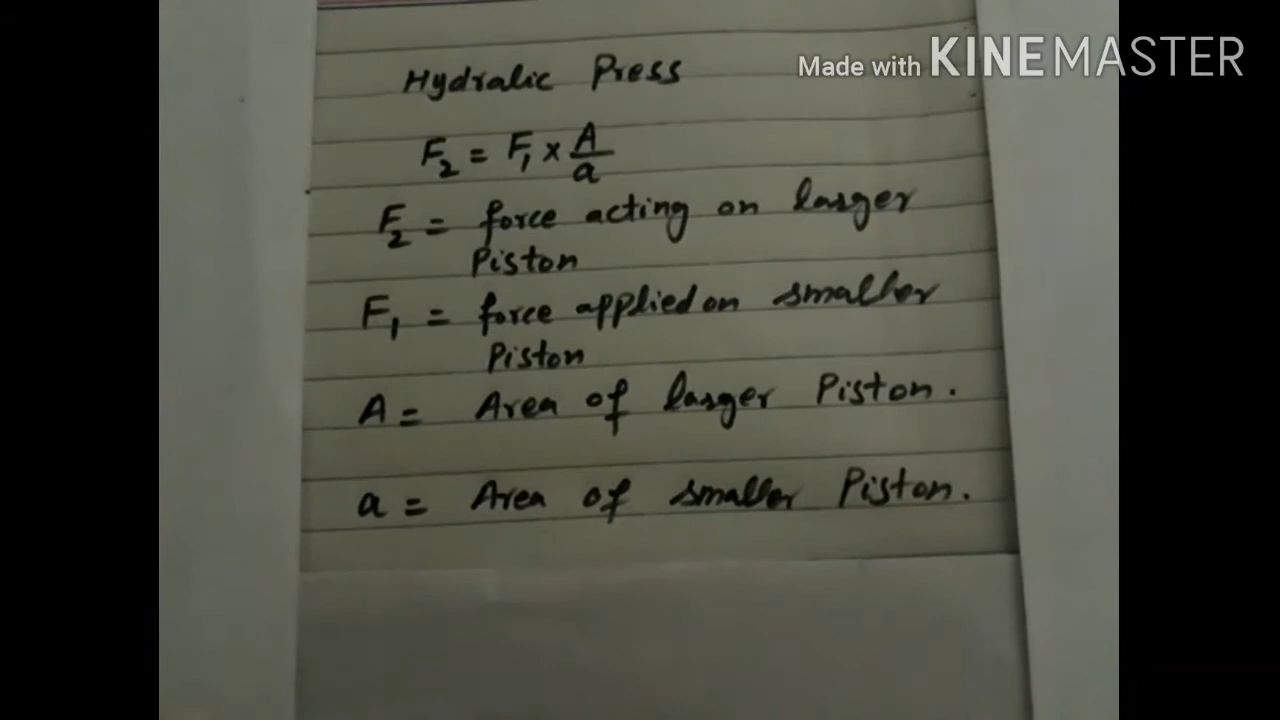 Made with KINEMASTER
Hydralic Press
F₂ = F₁ × A/a
F₂ = force acting on larger
Piston
F₁ = force applied on smaller
Piston
A = Area of larger Piston.
a = Area of smaller Piston.